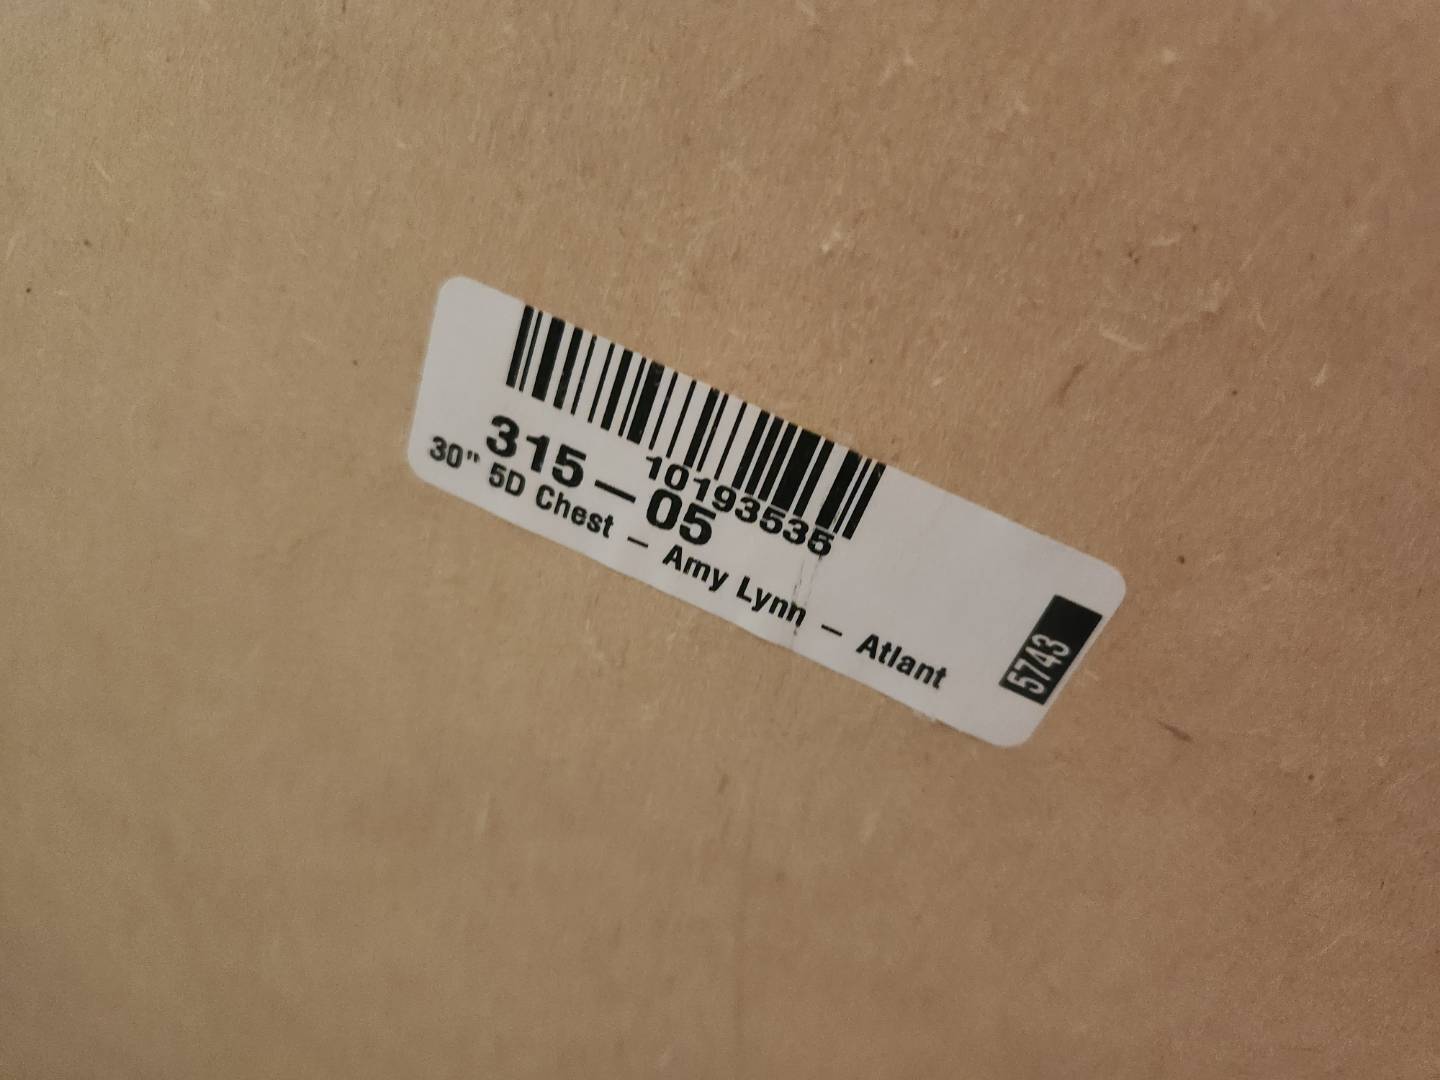 10193535
315-05
30" 5D Chest - Amy Lynn - Atlant
5743